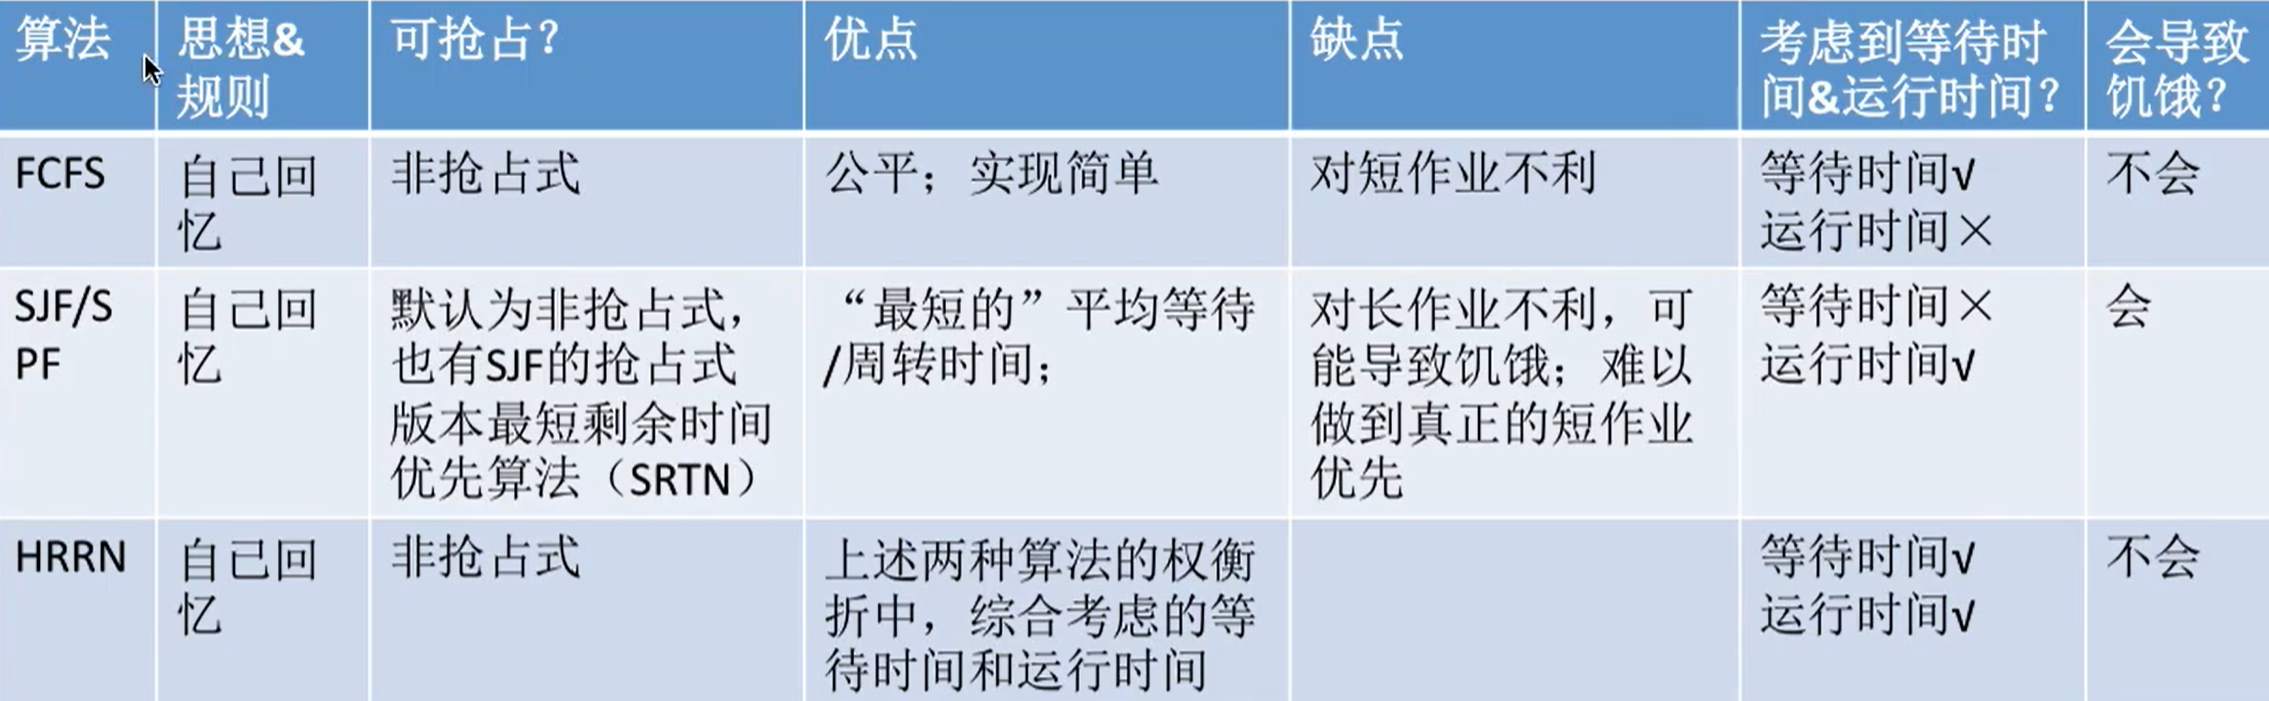 算法
思想&
规则
可抢占？
优点
缺点
考虑到等待时
间&运行时间？
会导致
饥饿？
FCFS
自己回
忆
非抢占式
公平；实现简单
对短作业不利
等待时间√
运行时间×
不会
SJF/S
PF
自己回
忆
默认为非抢占式，
也有SJF的抢占式
版本最短剩余时间
优先算法（SRTN）
“最短的”平均等待
/周转时间；
对长作业不利，可
能导致饥饿；难以
做到真正的短作业
优先
等待时间×
运行时间√
会
HRRN
自己回
忆
非抢占式
上述两种算法的权衡
折中，综合考虑的等
待时间和运行时间
等待时间√
运行时间√
不会